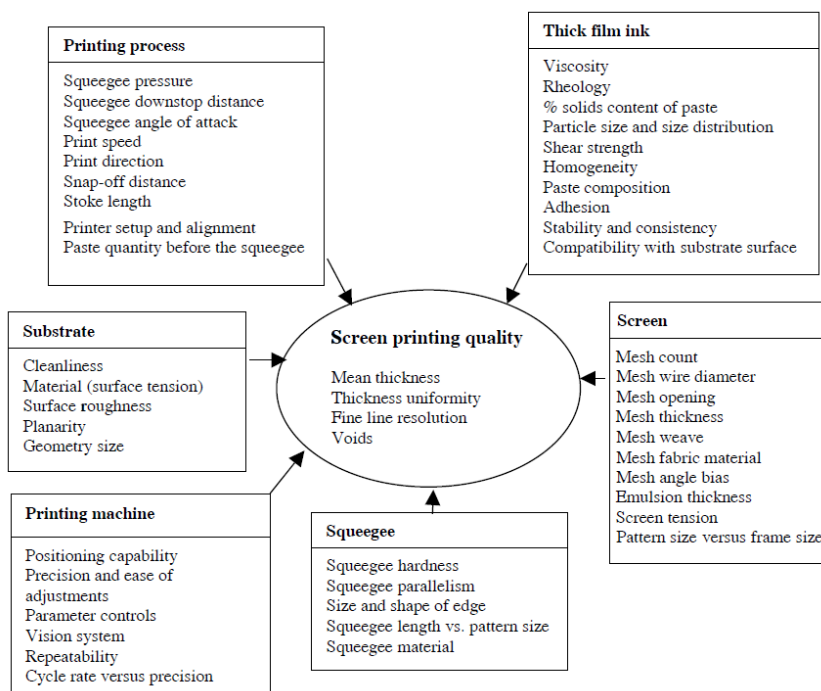 Printing process
Squeegee pressure
Squeegee downstop distance
Squeegee angle of attack
Print speed
Print direction
Snap-off distance
Stoke length
Printer setup and alignment
Paste quantity before the squeegee
Thick film ink
Viscosity
Rheology
% solids content of paste
Particle size and size distribution
Shear strength
Homogeneity
Paste composition
Adhesion
Stability and consistency
Compatibility with substrate surface
Substrate
Cleanliness
Material (surface tension)
Surface roughness
Planarity
Geometry size
Screen printing quality
Mean thickness
Thickness uniformity
Fine line resolution
Voids
Screen
Mesh count
Mesh wire diameter
Mesh opening
Mesh thickness
Mesh weave
Mesh fabric material
Mesh angle bias
Emulsion thickness
Screen tension
Pattern size versus frame size
Printing machine
Positioning capability
Precision and ease of
adjustments
Parameter controls
Vision system
Repeatability
Cycle rate versus precision
Squeegee
Squeegee hardness
Squeegee parallelism
Size and shape of edge
Squeegee length vs. pattern size
Squeegee material